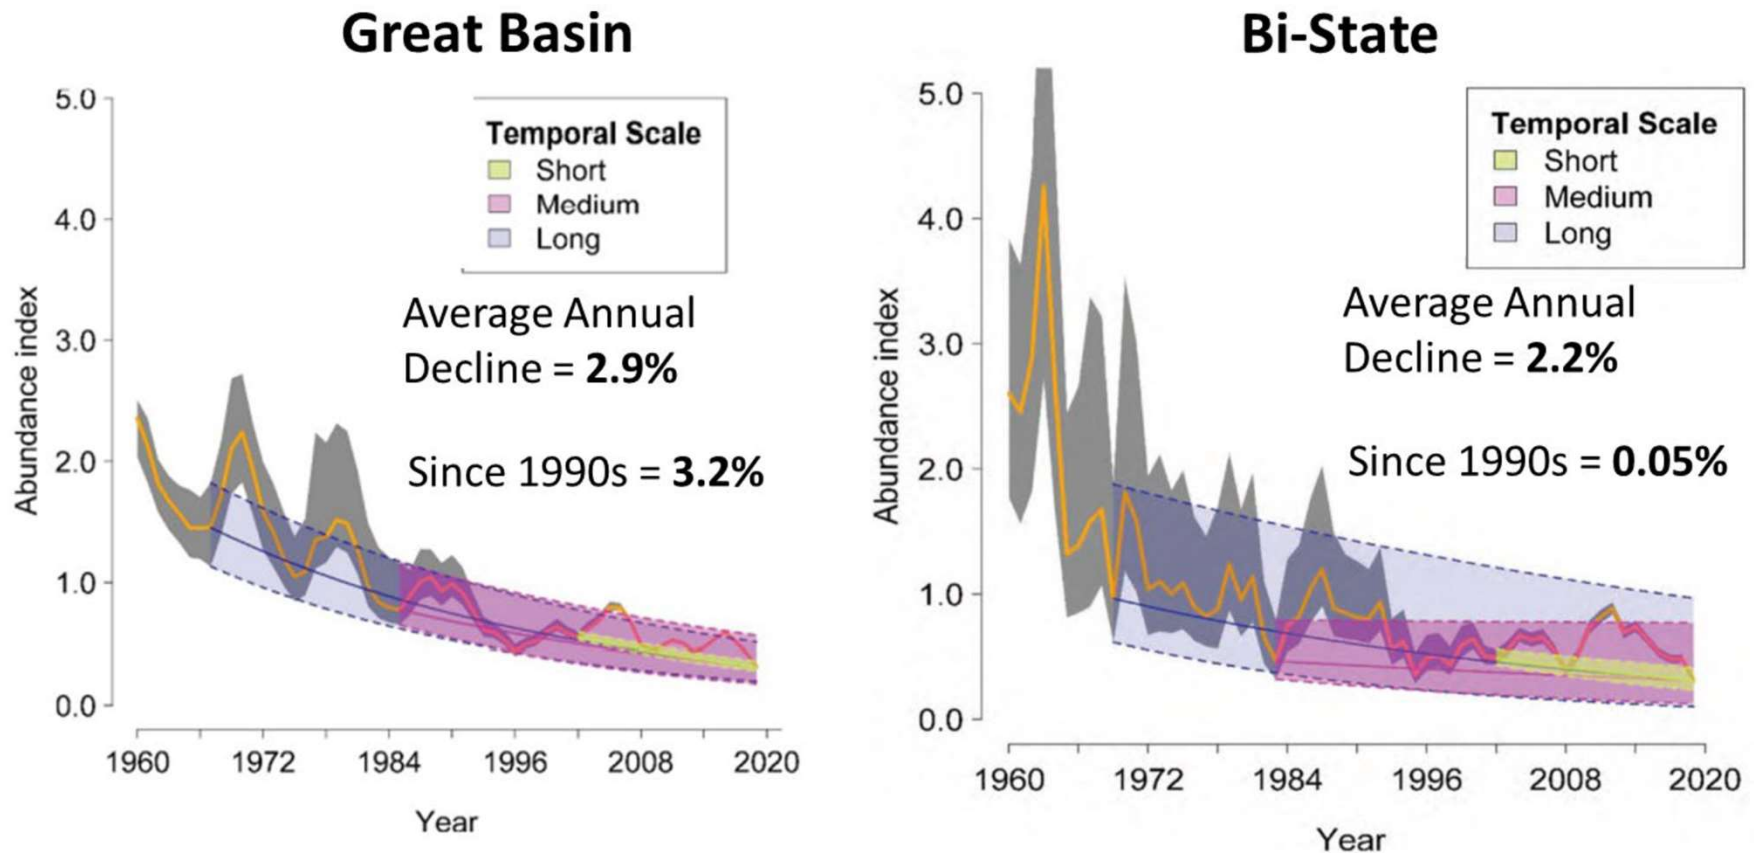 Great Basin
5.0
4.0
3.0
2.0
1.0
0.0
Abundance index
Temporal Scale
Short
Medium
Long
Average Annual
Decline = 2.9%
Since 1990s = 3.2%
1960 1972 1984 1996 2008 2020
Year
Bi-State
5.0
4.0
3.0
2.0
1.0
0.0
Abundance index
Temporal Scale
Short
Medium
Long
Average Annual
Decline = 2.2%
Since 1990s = 0.05%
1960 1972 1984 1996 2008 2020
Year